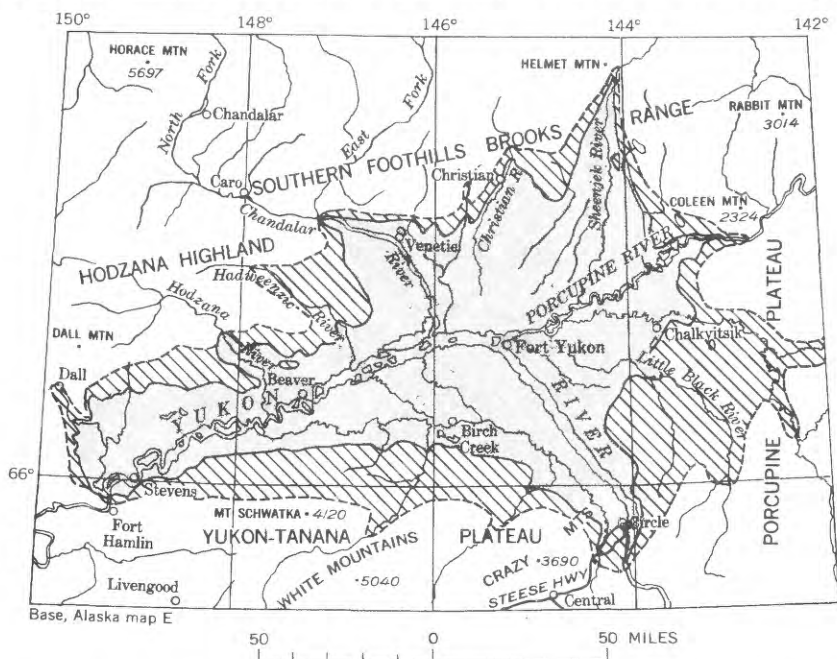 150° 148° 146° 144° 142°
HORACE MTN
5697
HELMET MTN
North Fork
East Fork
Chandalar
RABBIT MTN
3014
SOUTHERN FOOTHILLS BROOKS RANGE
Caro
Christian
Christian R
Sheenjek River
COLEEN MTN
2324
Chandalar River
Venetie
HODZANA HIGHLAND
Hadweenzic River
PORCUPINE RIVER
PLATEAU
Hodzana River
DALL MTN
Fort Yukon
Chalkyitsik
Dall
Beaver
Little Black River
YUKON RIVER
Birch
Creek
66°
Stevens
PORCUPINE
MT SCHWATKA 4120
Circle
Fort
Hamlin
YUKON-TANANA PLATEAU
WHITE MOUNTAINS
5040
CRAZY MTS
3690
Livengood
STEESE HWY
Central
Base, Alaska map E
50 0 50 MILES